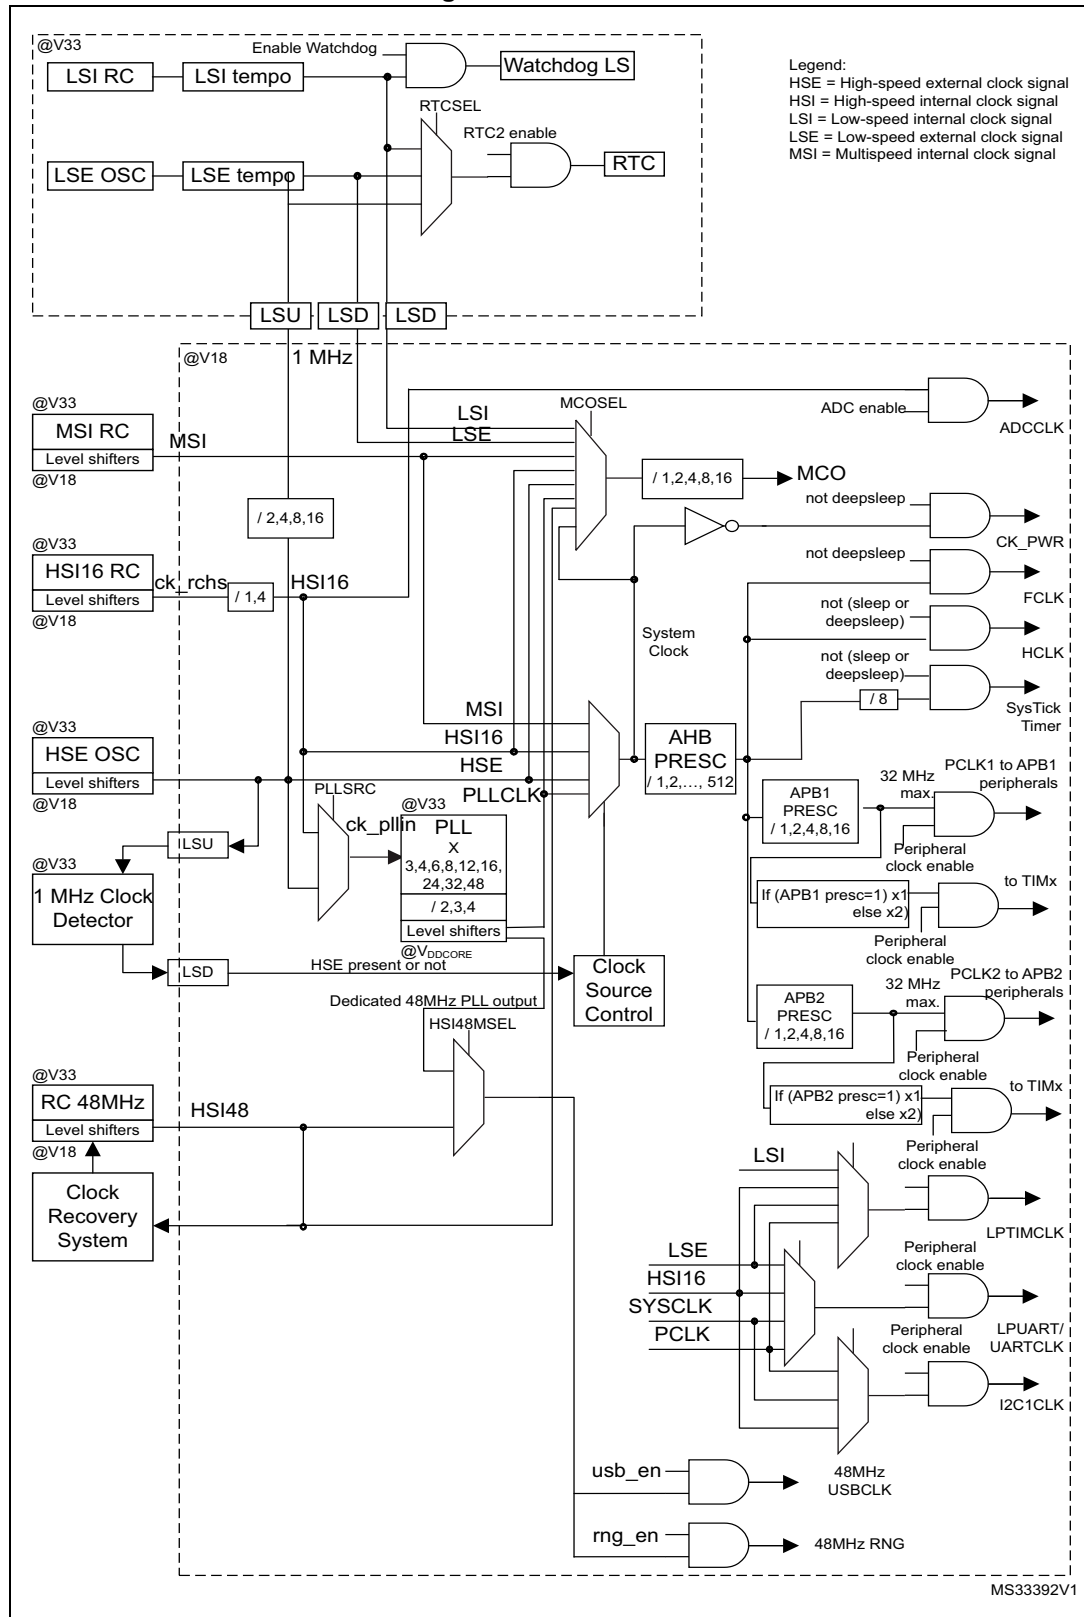 @V33
Enable Watchdog
LSI RC
LSI tempo
Watchdog LS
Legend:
HSE = High-speed external clock signal
HSI = High-speed internal clock signal
LSI = Low-speed internal clock signal
LSE = Low-speed external clock signal
MSI = Multispeed internal clock signal
RTCSEL
RTC2 enable
LSE OSC
LSE tempo
RTC
LSU
LSD
LSD
@V18
1 MHz
@V33
MSI RC
Level shifters
@V18
MSI
LSI
LSE
MCOSEL
ADC enable
ADCCLK
/ 1,2,4,8,16
MCO
/ 2,4,8,16
not deepsleep
CK_PWR
@V33
HSI16 RC
Level shifters
@V18
ck_rchs
/ 1,4
HSI16
not deepsleep
FCLK
not (sleep or
deepsleep)
HCLK
System
Clock
not (sleep or
deepsleep)
/ 8
SysTick
Timer
@V33
HSE OSC
Level shifters
@V18
MSI
HSI16
HSE
PLLCLK
AHB
PRESC
/ 1,2,..., 512
PCLK1 to APB1
peripherals
32 MHz
max.
APB1
PRESC
/ 1,2,4,8,16
Peripheral
clock enable
PLLSRC
ck_pllin
@V33
PLL
X
3,4,6,8,12,16,
24,32,48
/ 2,3,4
Level shifters
@VDDCORE
LSU
@V33
1 MHz Clock
Detector
LSD
HSE present or not
Clock
Source
Control
If (APB1 presc=1) x1
else x2)
to TIMx
Peripheral
clock enable
PCLK2 to APB2
peripherals
32 MHz
max.
APB2
PRESC
/ 1,2,4,8,16
Peripheral
clock enable
Dedicated 48MHz PLL output
HSI48MSEL
If (APB2 presc=1) x1
else x2)
to TIMx
Peripheral
clock enable
@V33
RC 48MHz
Level shifters
@V18
HSI48
Clock
Recovery
System
LSI
LPTIMCLK
LSE
HSI16
SYSCLK
PCLK
Peripheral
clock enable
LPUART/
UARTCLK
Peripheral
clock enable
I2C1CLK
usb_en
48MHz
USBCLK
rng_en
48MHz RNG
MS33392V1